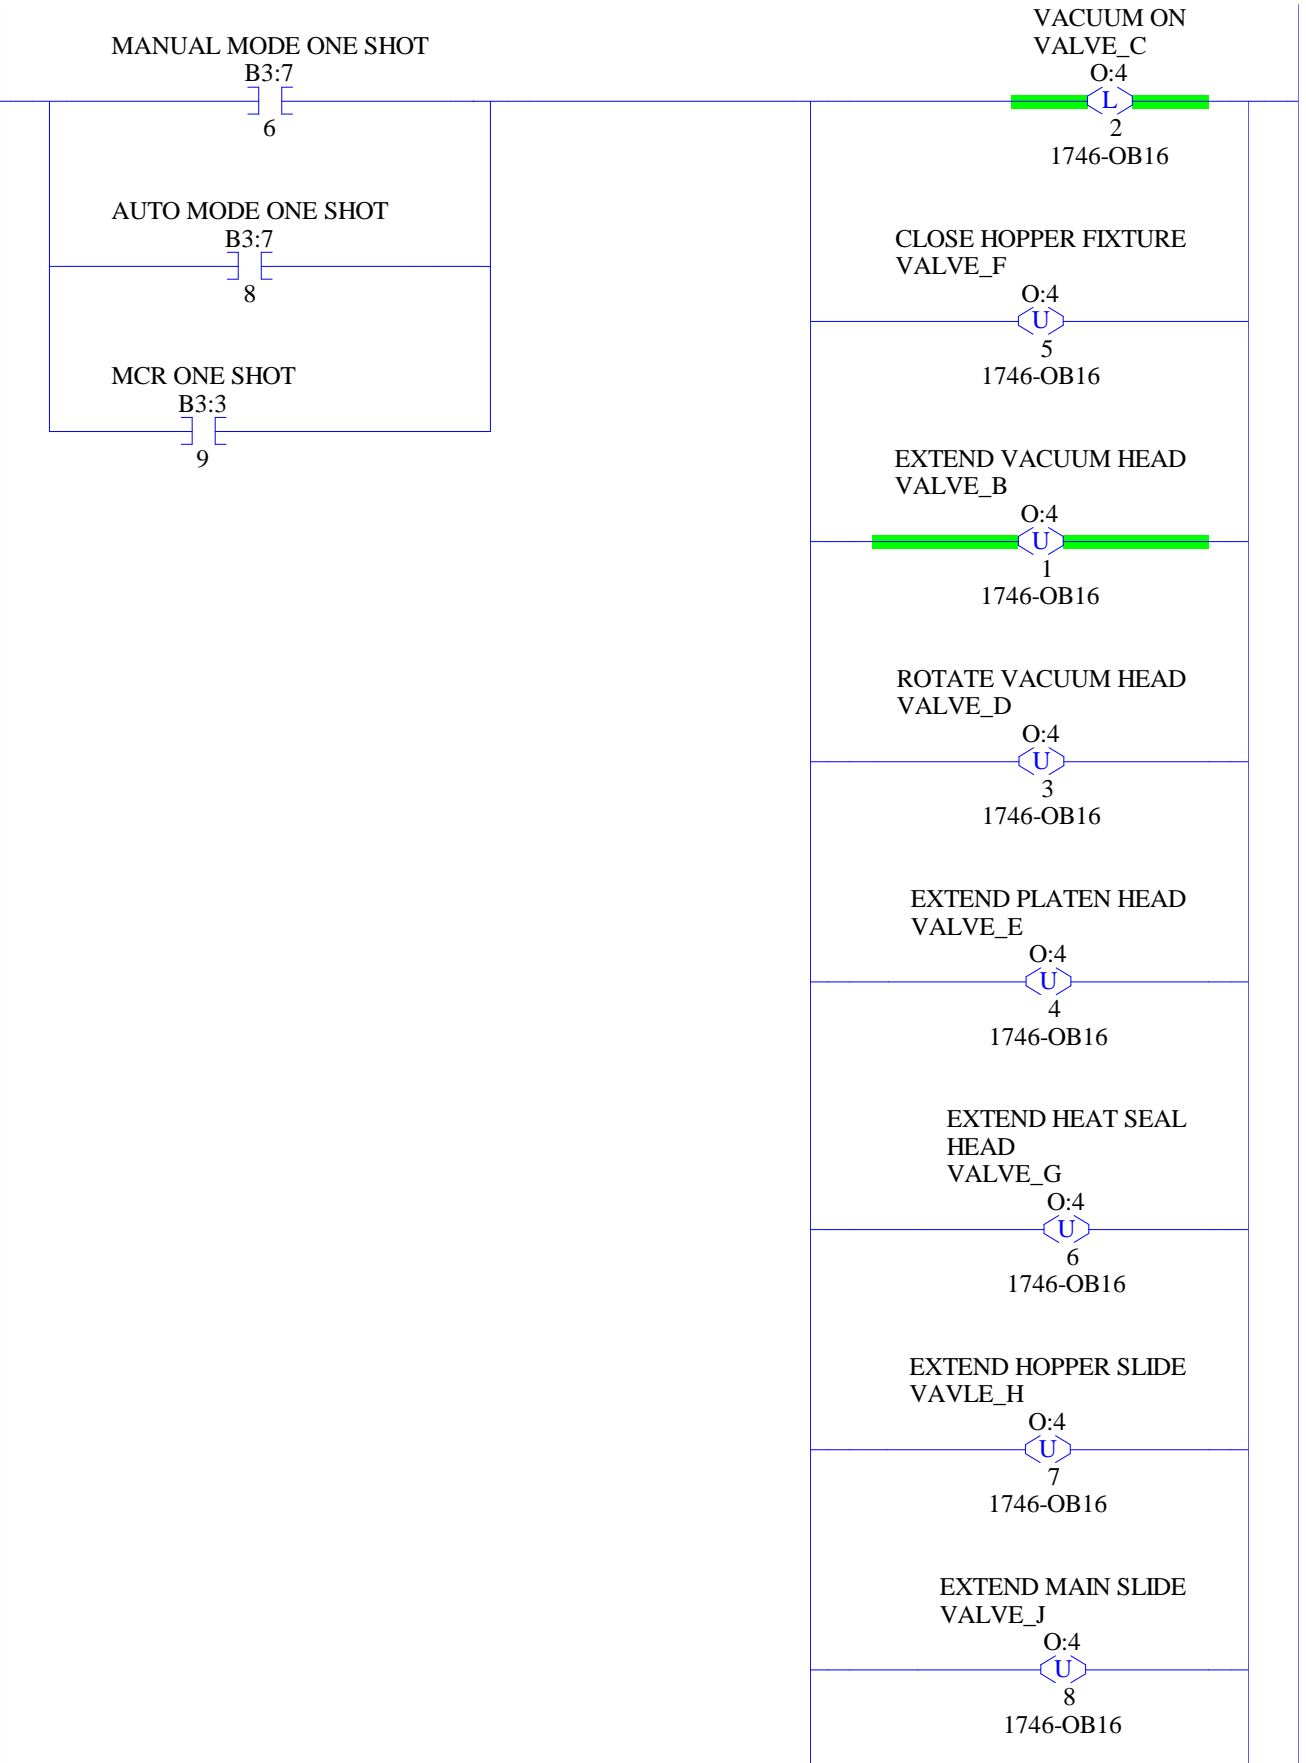 MANUAL MODE ONE SHOT
B3:7
6
AUTO MODE ONE SHOT
B3:7
8
MCR ONE SHOT
B3:3
9
VACUUM ON
VALVE_C
O:4
L
2
1746-OB16
CLOSE HOPPER FIXTURE
VALVE_F
O:4
U
5
1746-OB16
EXTEND VACUUM HEAD
VALVE_B
O:4
U
1
1746-OB16
ROTATE VACUUM HEAD
VALVE_D
O:4
U
3
1746-OB16
EXTEND PLATEN HEAD
VALVE_E
O:4
U
4
1746-OB16
EXTEND HEAT SEAL
HEAD
VALVE_G
O:4
U
6
1746-OB16
EXTEND HOPPER SLIDE
VAVLE_H
O:4
U
7
1746-OB16
EXTEND MAIN SLIDE
VALVE_J
O:4
U
8
1746-OB16